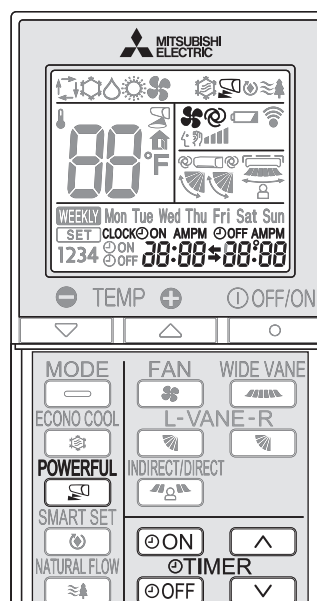 MITSUBISHI
ELECTRIC
88°F
WEEKLY Mon Tue Wed Thu Fri Sat Sun
SET CLOCK ON AMPM OFF AMPM
1234 ON OFF 88:88 88:88
TEMP OFF/ON
MODE FAN WIDE VANE
ECONO COOL L-VANE-R
POWERFUL INDIRECT/DIRECT
SMART SET
ON
NATURAL FLOW TIMER
OFF